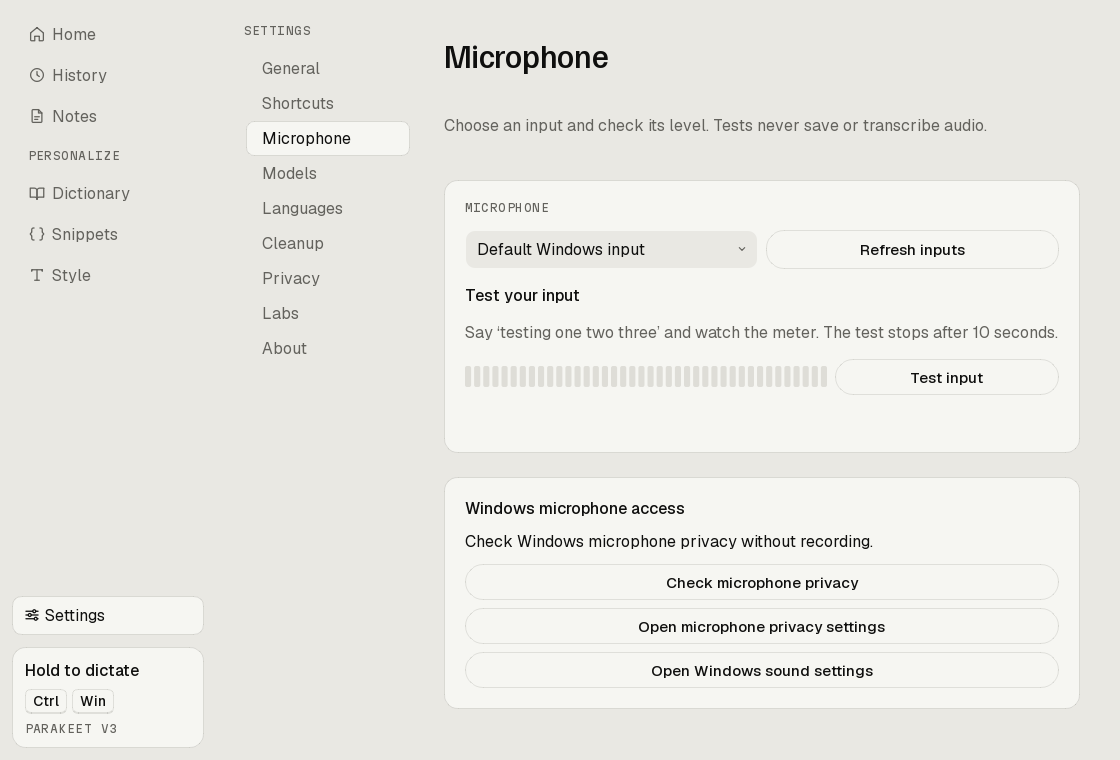 Home
History
Notes
PERSONALIZE
Dictionary
Snippets
Style
Settings
Hold to dictate
Ctrl Win
PARAKEET V3
SETTINGS
General
Shortcuts
Microphone
Models
Languages
Cleanup
Privacy
Labs
About
Microphone
Choose an input and check its level. Tests never save or transcribe audio.
MICROPHONE
Default Windows input
Refresh inputs
Test your input
Say ‘testing one two three’ and watch the meter. The test stops after 10 seconds.
Test input
Windows microphone access
Check Windows microphone privacy without recording.
Check microphone privacy
Open microphone privacy settings
Open Windows sound settings